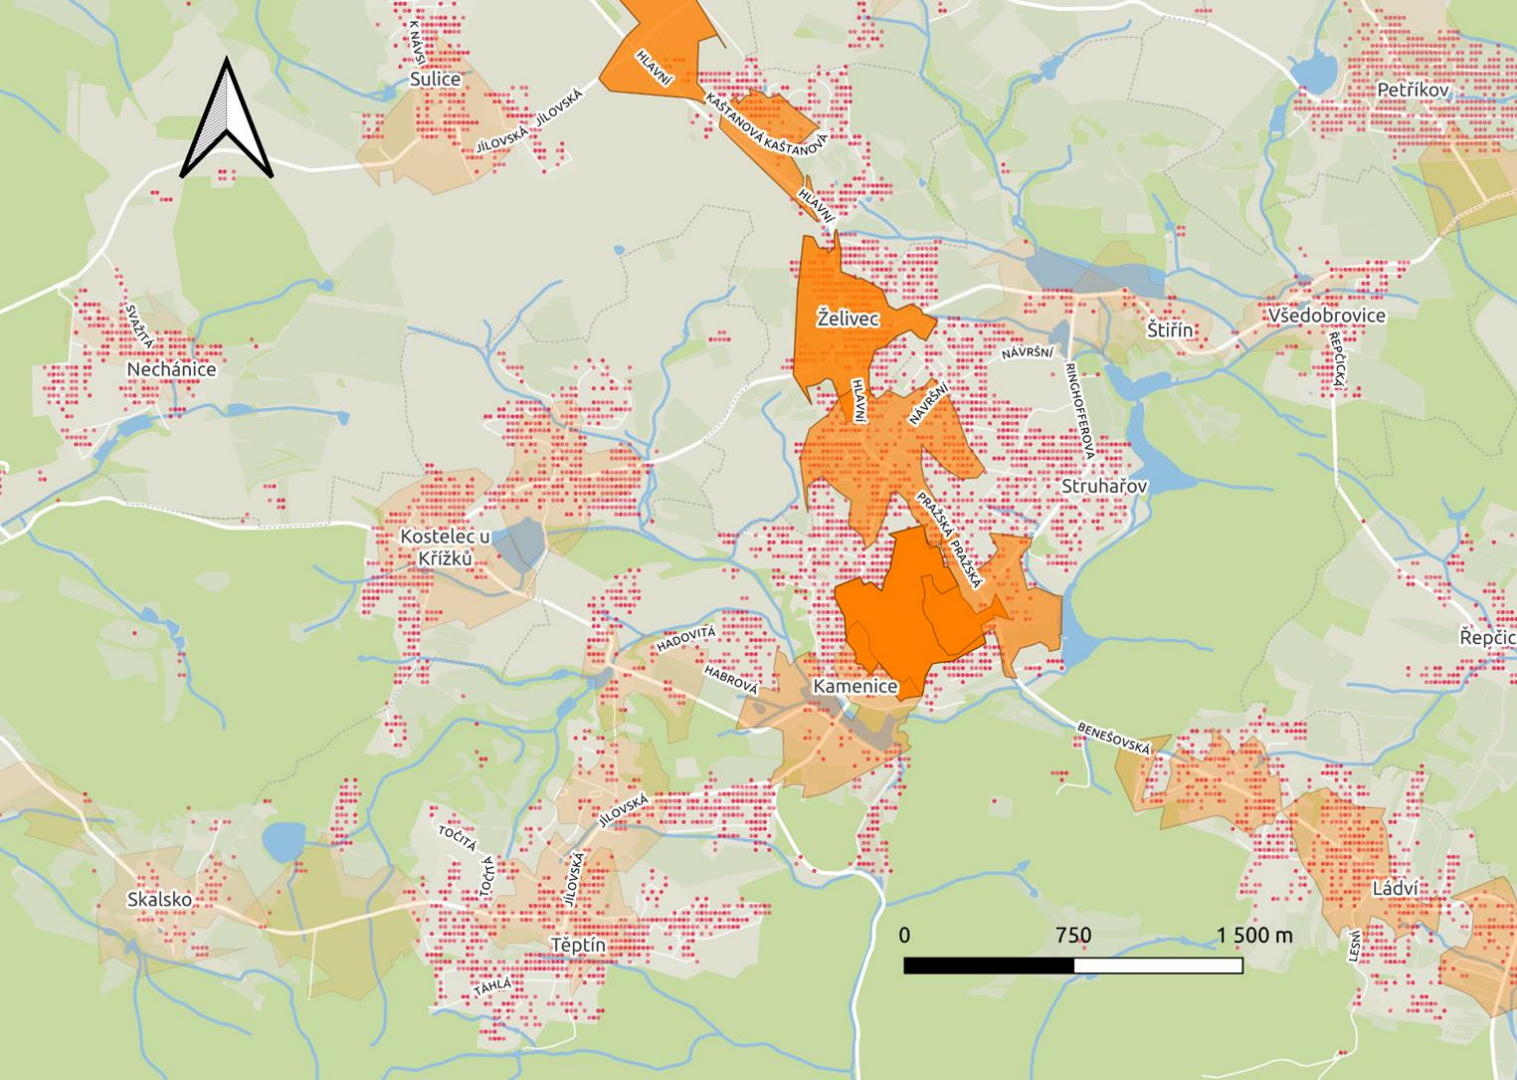 K NÁVSI
Sulice
HLAVNÍ
JÍLOVSKÁ
JÍLOVSKÁ
KAŠTANOVÁ
KAŠTANOVÁ
HLAVNÍ
Petříkov
SVAŽITÁ
Nechánice
Želivec
NÁVRŠNÍ
Štiřín
Všedobrovice
ŘEPČICKÁ
HLAVNÍ
NÁVRŠNÍ
RINGHOFFEROVA
Struhařov
Kostelec u
Křížků
PRAŽSKÁ
PRAŽSKÁ
HADOVITÁ
HABROVÁ
Kamenice
Řepčic
BENEŠOVSKÁ
JÍLOVSKÁ
TOČITÁ
TOČITÁ
JÍLOVSKÁ
Skalsko
Těptín
TÁHLÁ
Ládví
LESNÍ
0 750 1 500 m